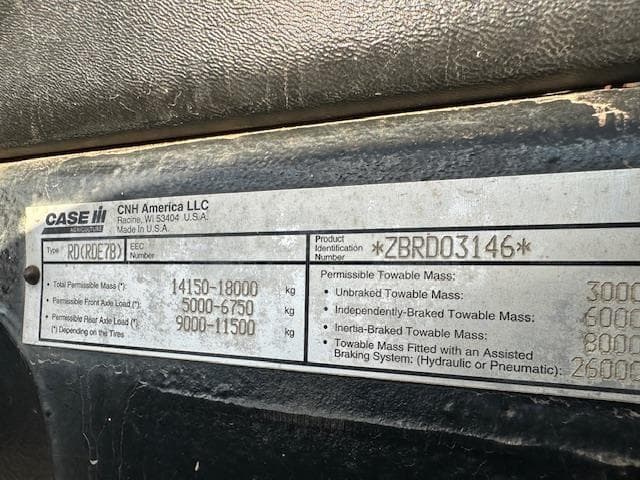 CASE IH
AGRICULTURE
CNH America LLC
Racine, WI 53404 U.S.A.
Made in U.S.A.
Type RD(RDE78)
EEC
Number
Product
Identification
Number
*ZBRD03146*
• Total Permissible Mass (*): 14150-18000 kg
• Permissible Front Axle Load (*): 5000-6750 kg
• Permissible Rear Axle Load (*): 9000-11500 kg
(*) Depending on the Tires
Permissible Towable Mass:
• Unbraked Towable Mass: 3000
• Independently-Braked Towable Mass: 6000
• Inertia-Braked Towable Mass: 8000
• Towable Mass Fitted with an Assisted
Braking System: (Hydraulic or Pneumatic): 26000